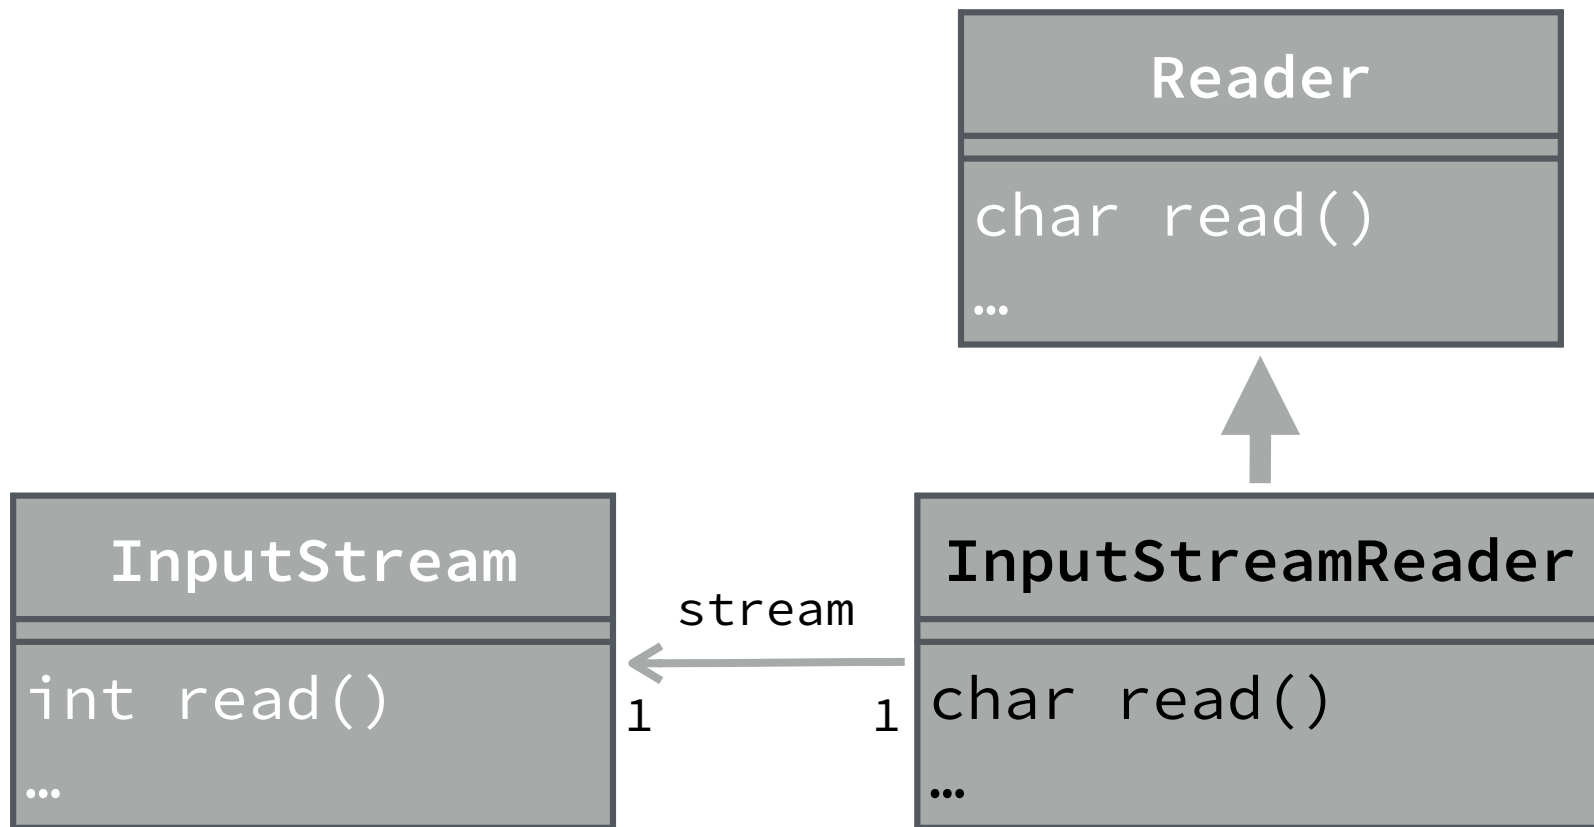 Reader
char read()
…
InputStream
int read()
…
stream
1
1
InputStreamReader
char read()
…